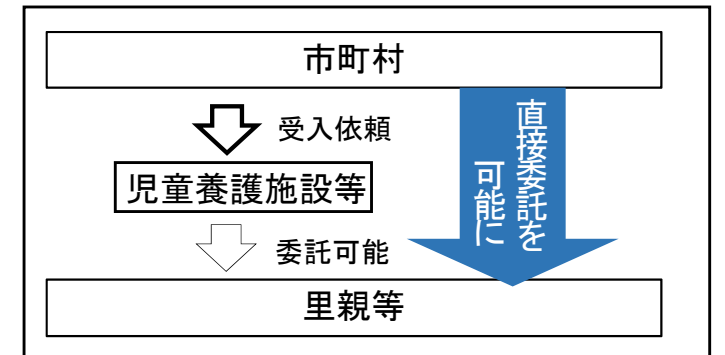 市町村
受入依頼
児童養護施設等
委託可能
直接委託を
可能に
里親等